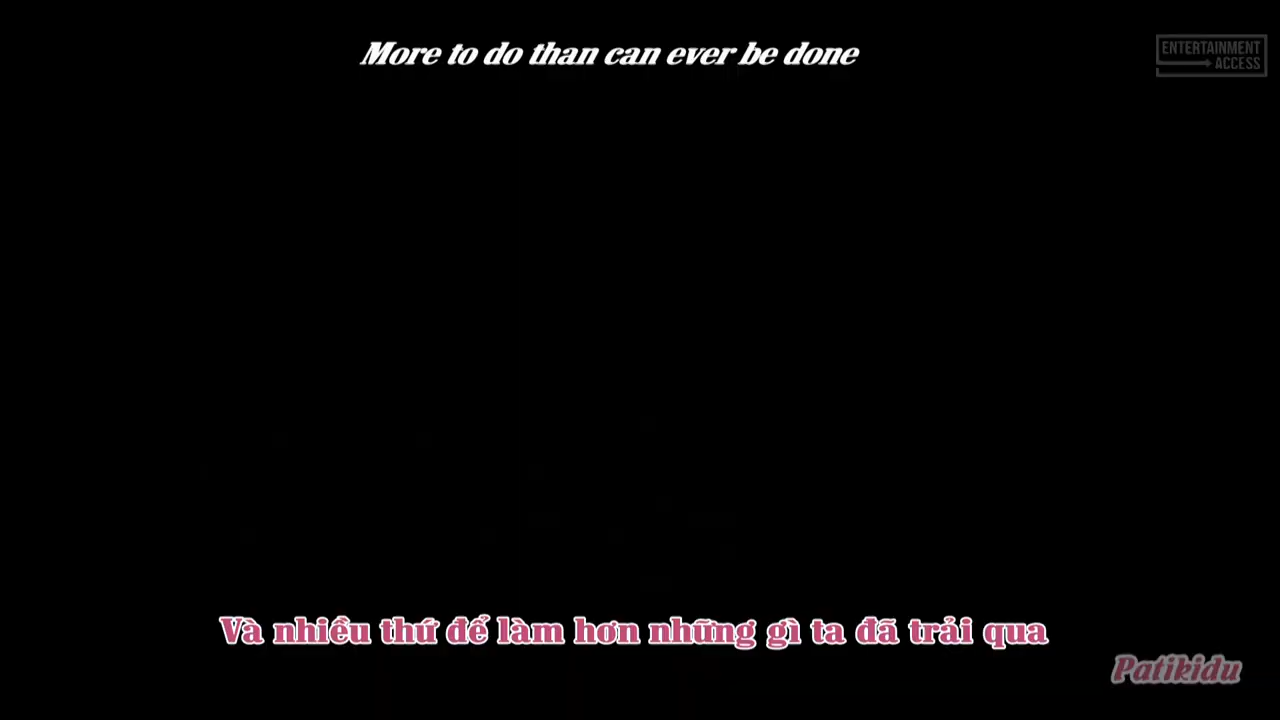 More to do than can ever be done
ENTERTAINMENT
ACCESS
Và nhiều thứ để làm hơn những gì ta đã trải qua
Patikidu